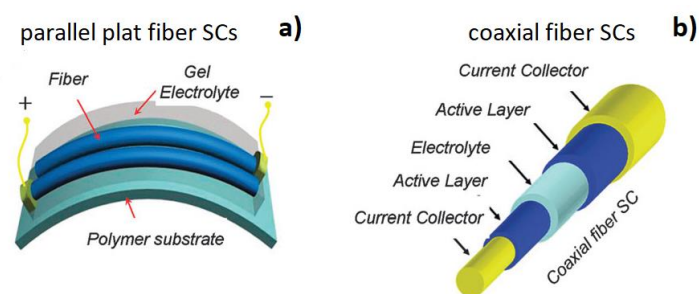 parallel plat fiber SCs
a)
Fiber
Gel
Electrolyte
+
−
Polymer substrate
coaxial fiber SCs
b)
Current Collector
Active Layer
Electrolyte
Active Layer
Current Collector
Coaxial fiber SC